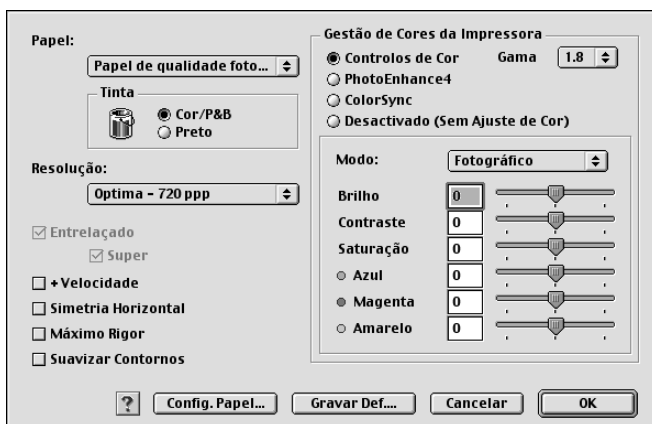 Papel:
Papel de qualidade foto...
Tinta
Cor/P&B
Preto
Resolução:
Optima - 720 ppp
Entrelaçado
Super
+Velocidade
Simetria Horizontal
Máximo Rigor
Suavizar Contornos
Gestão de Cores da Impressora
Controlos de Cor Gama 1.8
PhotoEnhance4
ColorSync
Desactivado (Sem Ajuste de Cor)
Modo: Fotográfico
Brilho 0
Contraste 0
Saturação 0
Azul 0
Magenta 0
Amarelo 0
? Config. Papel... Gravar Def.... Cancelar OK